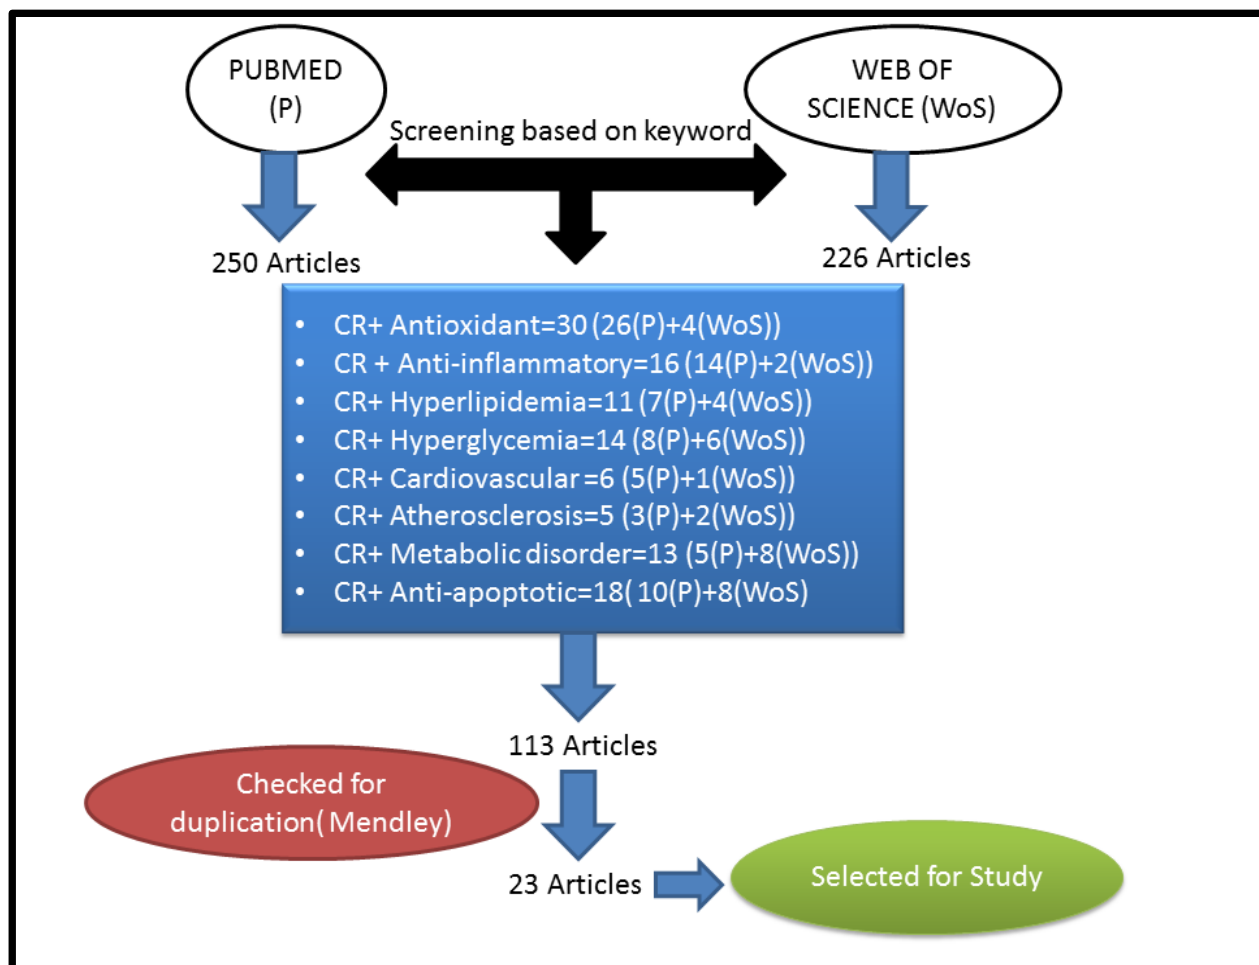 PUBMED
(P)
WEB OF
SCIENCE (WoS)
Screening based on keyword
250 Articles
226 Articles
• CR+ Antioxidant=30 (26(P)+4(WoS))
• CR + Anti-inflammatory=16 (14(P)+2(WoS))
• CR+ Hyperlipidemia=11 (7(P)+4(WoS))
• CR+ Hyperglycemia=14 (8(P)+6(WoS))
• CR+ Cardiovascular=6 (5(P)+1(WoS))
• CR+ Atherosclerosis=5 (3(P)+2(WoS))
• CR+ Metabolic disorder=13 (5(P)+8(WoS))
• CR+ Anti-apoptotic=18( 10(P)+8(WoS)
113 Articles
Checked for
duplication( Mendley)
23 Articles
Selected for Study